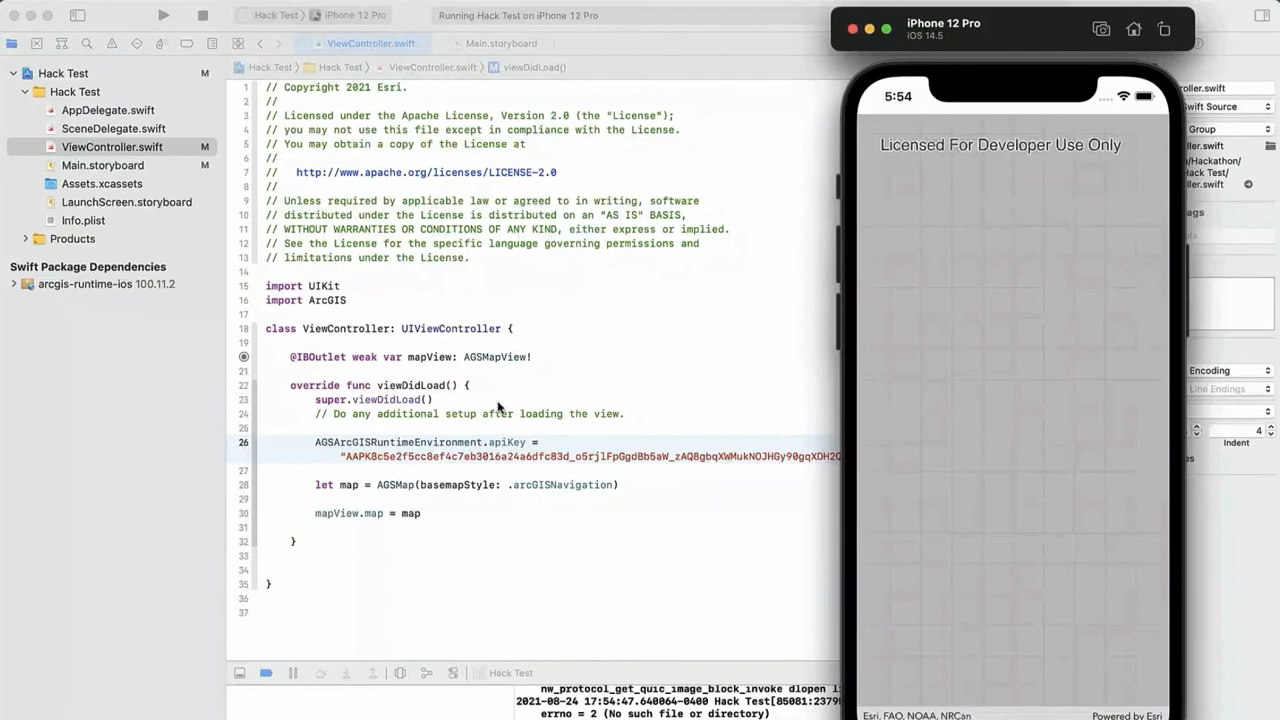 Hack Test
iPhone 12 Pro
Running Hack Test on iPhone 12 Pro
iPhone 12 Pro
iOS 14.5
ViewController.swift
Main.storyboard
Hack Test
M
Hack Test
AppDelegate.swift
SceneDelegate.swift
ViewController.swift
M
Main.storyboard
M
Assets.xcassets
LaunchScreen.storyboard
Info.plist
Products
Swift Package Dependencies
arcgis-runtime-ios 100.11.2
Hack Test
Hack Test
ViewController.swift
M
viewDidLoad()
1 // Copyright 2021 Esri.
2 //
3 // Licensed under the Apache License, Version 2.0 (the "License");
4 // you may not use this file except in compliance with the License.
5 // You may obtain a copy of the License at
6 //
7 // http://www.apache.org/licenses/LICENSE-2.0
8 //
9 // Unless required by applicable law or agreed to in writing, software
10 // distributed under the License is distributed on an "AS IS" BASIS,
11 // WITHOUT WARRANTIES OR CONDITIONS OF ANY KIND, either express or implied.
12 // See the License for the specific language governing permissions and
13 // limitations under the License.
14
15 import UIKit
16 import ArcGIS
17
18 class ViewController: UIViewController {
19
@IBOutlet weak var mapView: AGSMapView!
21
22 override func viewDidLoad() {
23 super.viewDidLoad()
24 // Do any additional setup after loading the view.
25
26 AGSArcGISRuntimeEnvironment.apiKey =
"AAPK8c5e2f5cc8ef4c7eb3016a24a6dfc83d_o5rjlFpGgdBb5aW_zAQ8gbqXWMukNOJHGy90gqXDH2Q
27
28 let map = AGSMap(basemapStyle: .arcGISNavigation)
29
30 mapView.map = map
31
32 }
33
34
35 }
36
37
Hack Test
nw_protocol_get_quic_image_block_invoke dlopen
2021-08-24 17:54:47.640064-0400 Hack Test[85081:2379
errno = 2 (No such file or directory)
5:54
Licensed For Developer Use Only
Esri, FAO, NOAA, NRCan
Powered by Esri
oller.swift
Swift Source
Group
ller.swift
/Hackathon/
Hack Test/
ller.swift
ags
Encoding
Line Endings
4
Indent